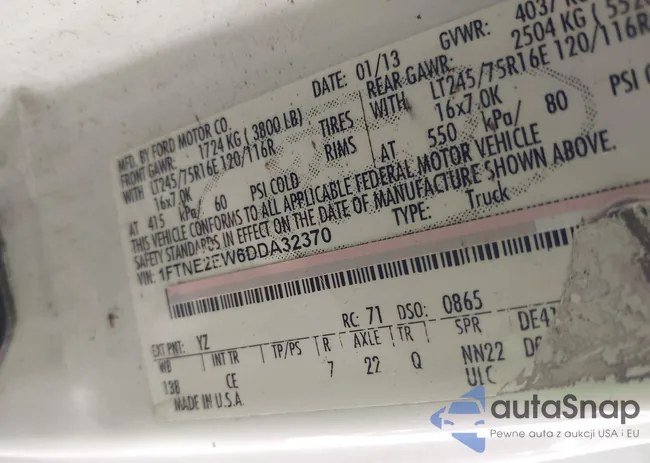 MFD. BY FORD MOTOR CO. DATE: 01/13 GVWR: 4037 KG
FRONT GAWR: 1724 KG ( 3800 LB) REAR GAWR: 2504 KG (552
WITH LT245/75R16E 120/116R TIRES WITH LT245/75R16E 120/116R
16x7.0K RIMS 16x7.0K
AT 415 kPa/ 60 PSI COLD AT 550 kPa/ 80 PSI C
THIS VEHICLE CONFORMS TO ALL APPLICABLE FEDERAL MOTOR VEHICLE
SAFETY STANDARDS IN EFFECT ON THE DATE OF MANUFACTURE SHOWN ABOVE.
VIN: 1FTNE2EW6DDA32370 TYPE: Truck
EXT PNT: YZ RC: 71 DSO: 0865
WB INT TR TP/PS R AXLE TR SPR DE4
138 CE 7 22 Q NN22
MADE IN U.S.A. ULC
autaSnap
Pewne auta z aukcji USA i EU